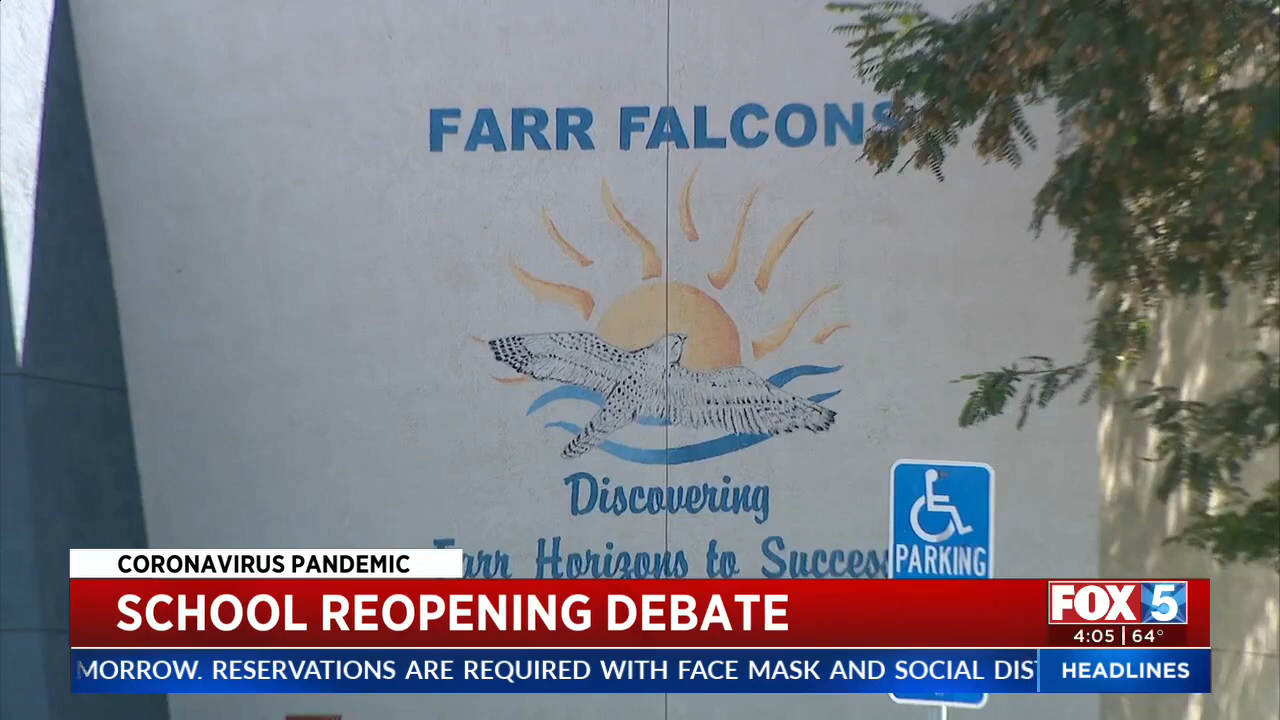 FARR FALCONS
Discovering
Farr Horizons to Success
PARKING
CORONAVIRUS PANDEMIC
SCHOOL REOPENING DEBATE
FOX 5
4:05 | 64°
MORROW. RESERVATIONS ARE REQUIRED WITH FACE MASK AND SOCIAL DIS
HEADLINES